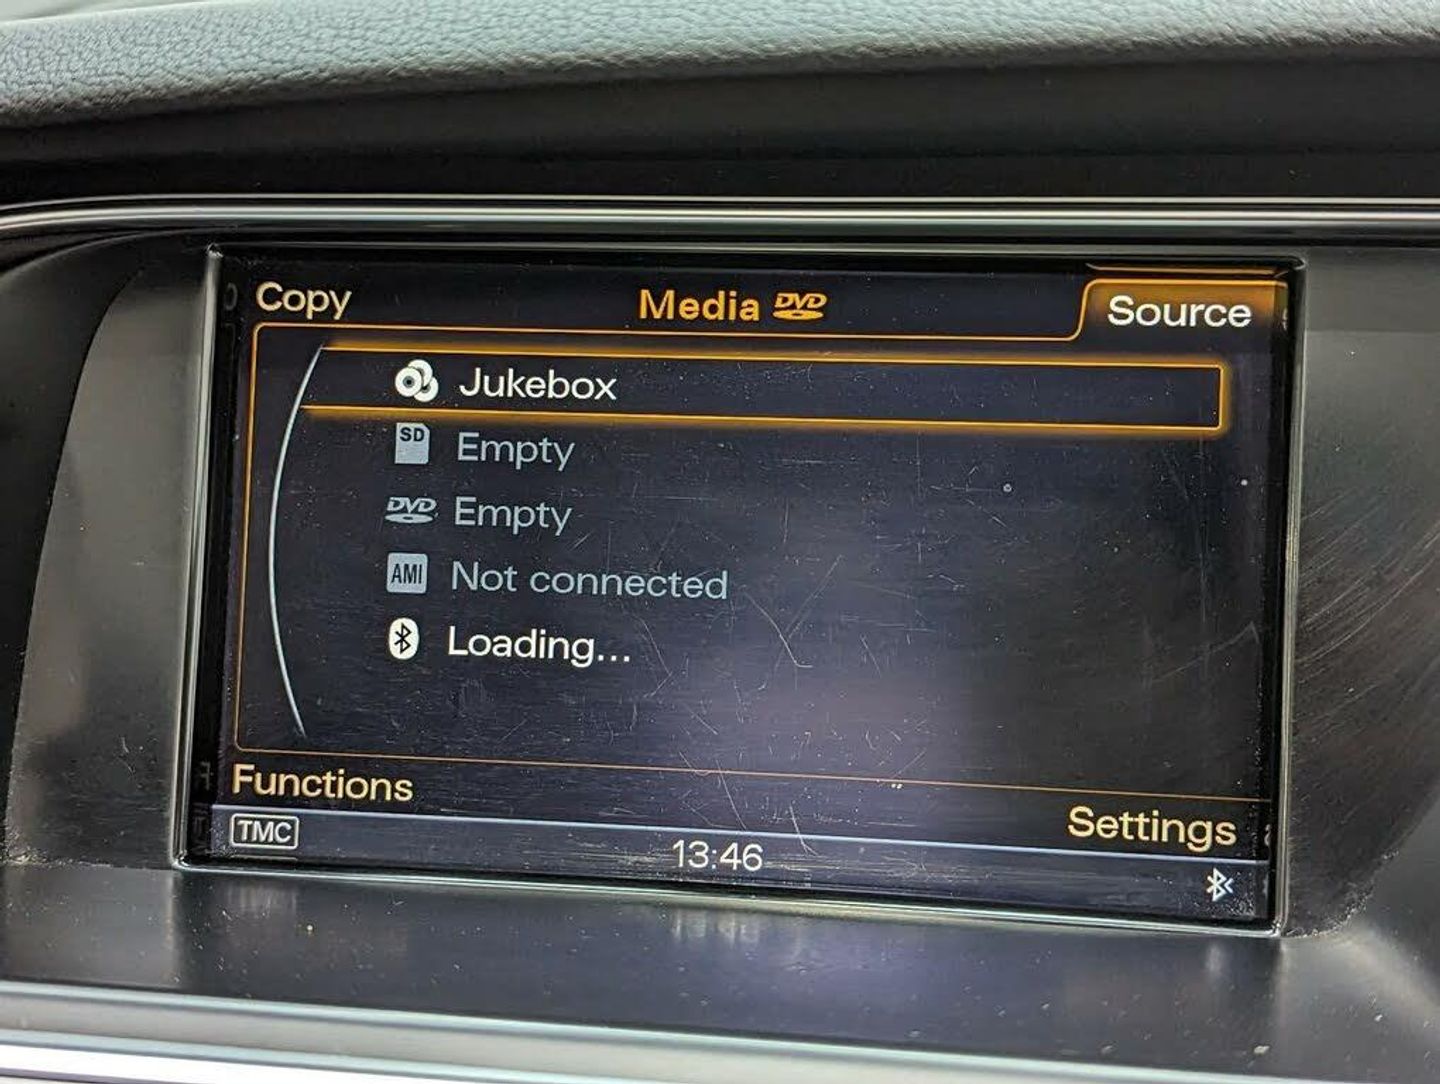 Copy
Media DVD
Source
Jukebox
SD Empty
DVD Empty
AMI Not connected
Loading...
Functions
Settings
TMC
13:46